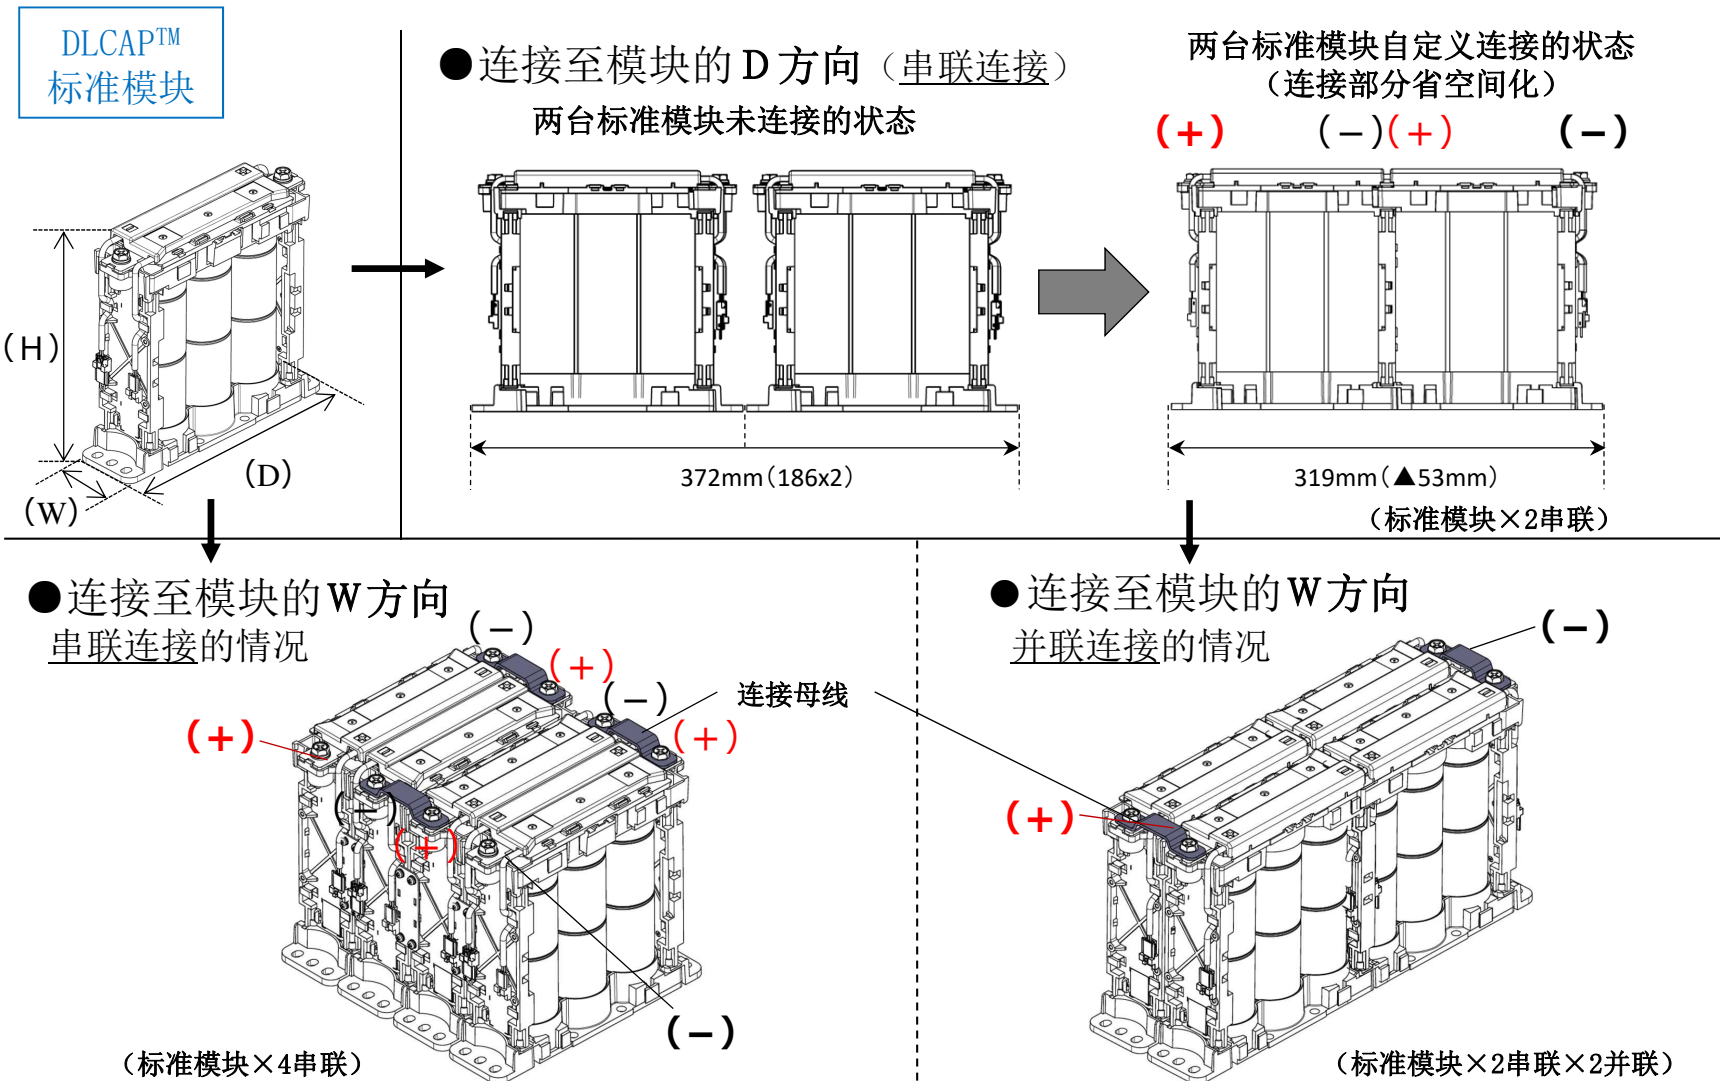 DLCAP™
标准模块
(H)
(W)
(D)
●连接至模块的D方向（串联连接）
两台标准模块未连接的状态
372mm(186x2)
两台标准模块自定义连接的状态
（连接部分省空间化）
(+) (−)(+) (−)
319mm(▲53mm)
（标准模块×2串联）
●连接至模块的W方向
串联连接的情况
(−)
(+)
(−)
(+)
(+)
(−)
(+)
(−)
（标准模块×4串联）
连接母线
●连接至模块的W方向
并联连接的情况
(−)
(+)
（标准模块×2串联×2并联）